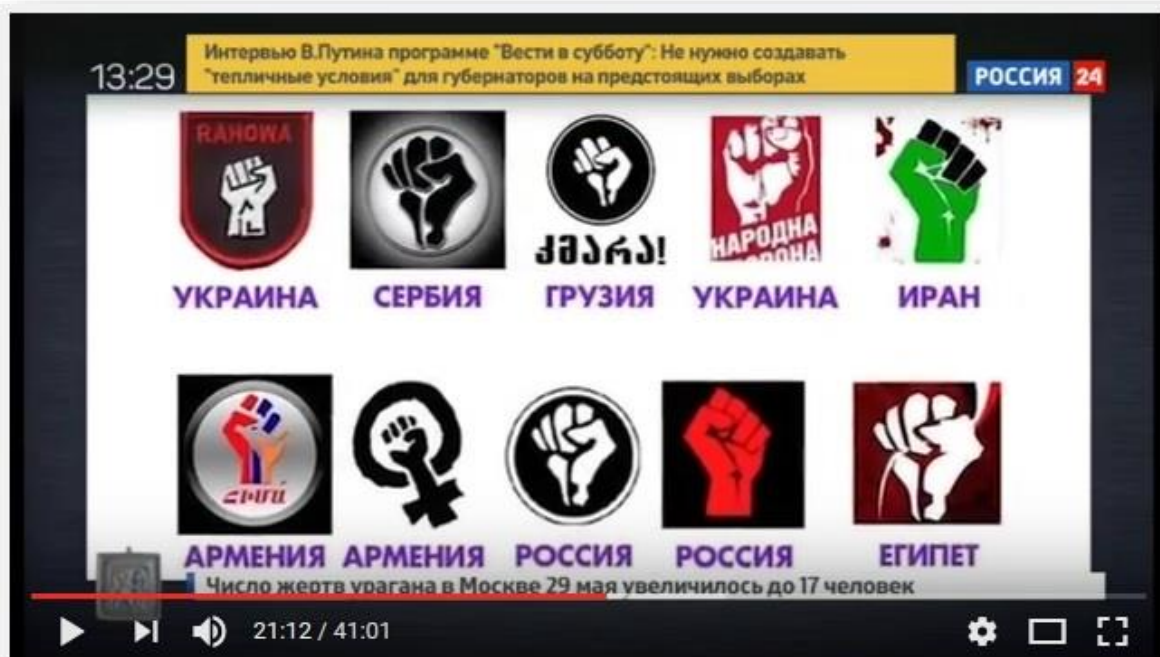 Интервью В.Путина программе "Вести в субботу": Не нужно создавать
"тепличные условия" для губернаторов на предстоящих выборах
13:29
РОССИЯ 24
RAHOWA
კმარა!
НАРОДНА
УКРАИНА
СЕРБИЯ
ГРУЗИЯ
УКРАИНА
ИРАН
ՀԻՄԱ
АРМЕНИЯ
АРМЕНИЯ
РОССИЯ
РОССИЯ
ЕГИПЕТ
Число жертв урагана в Москве 29 мая увеличилось до 17 человек
21:12 / 41:01